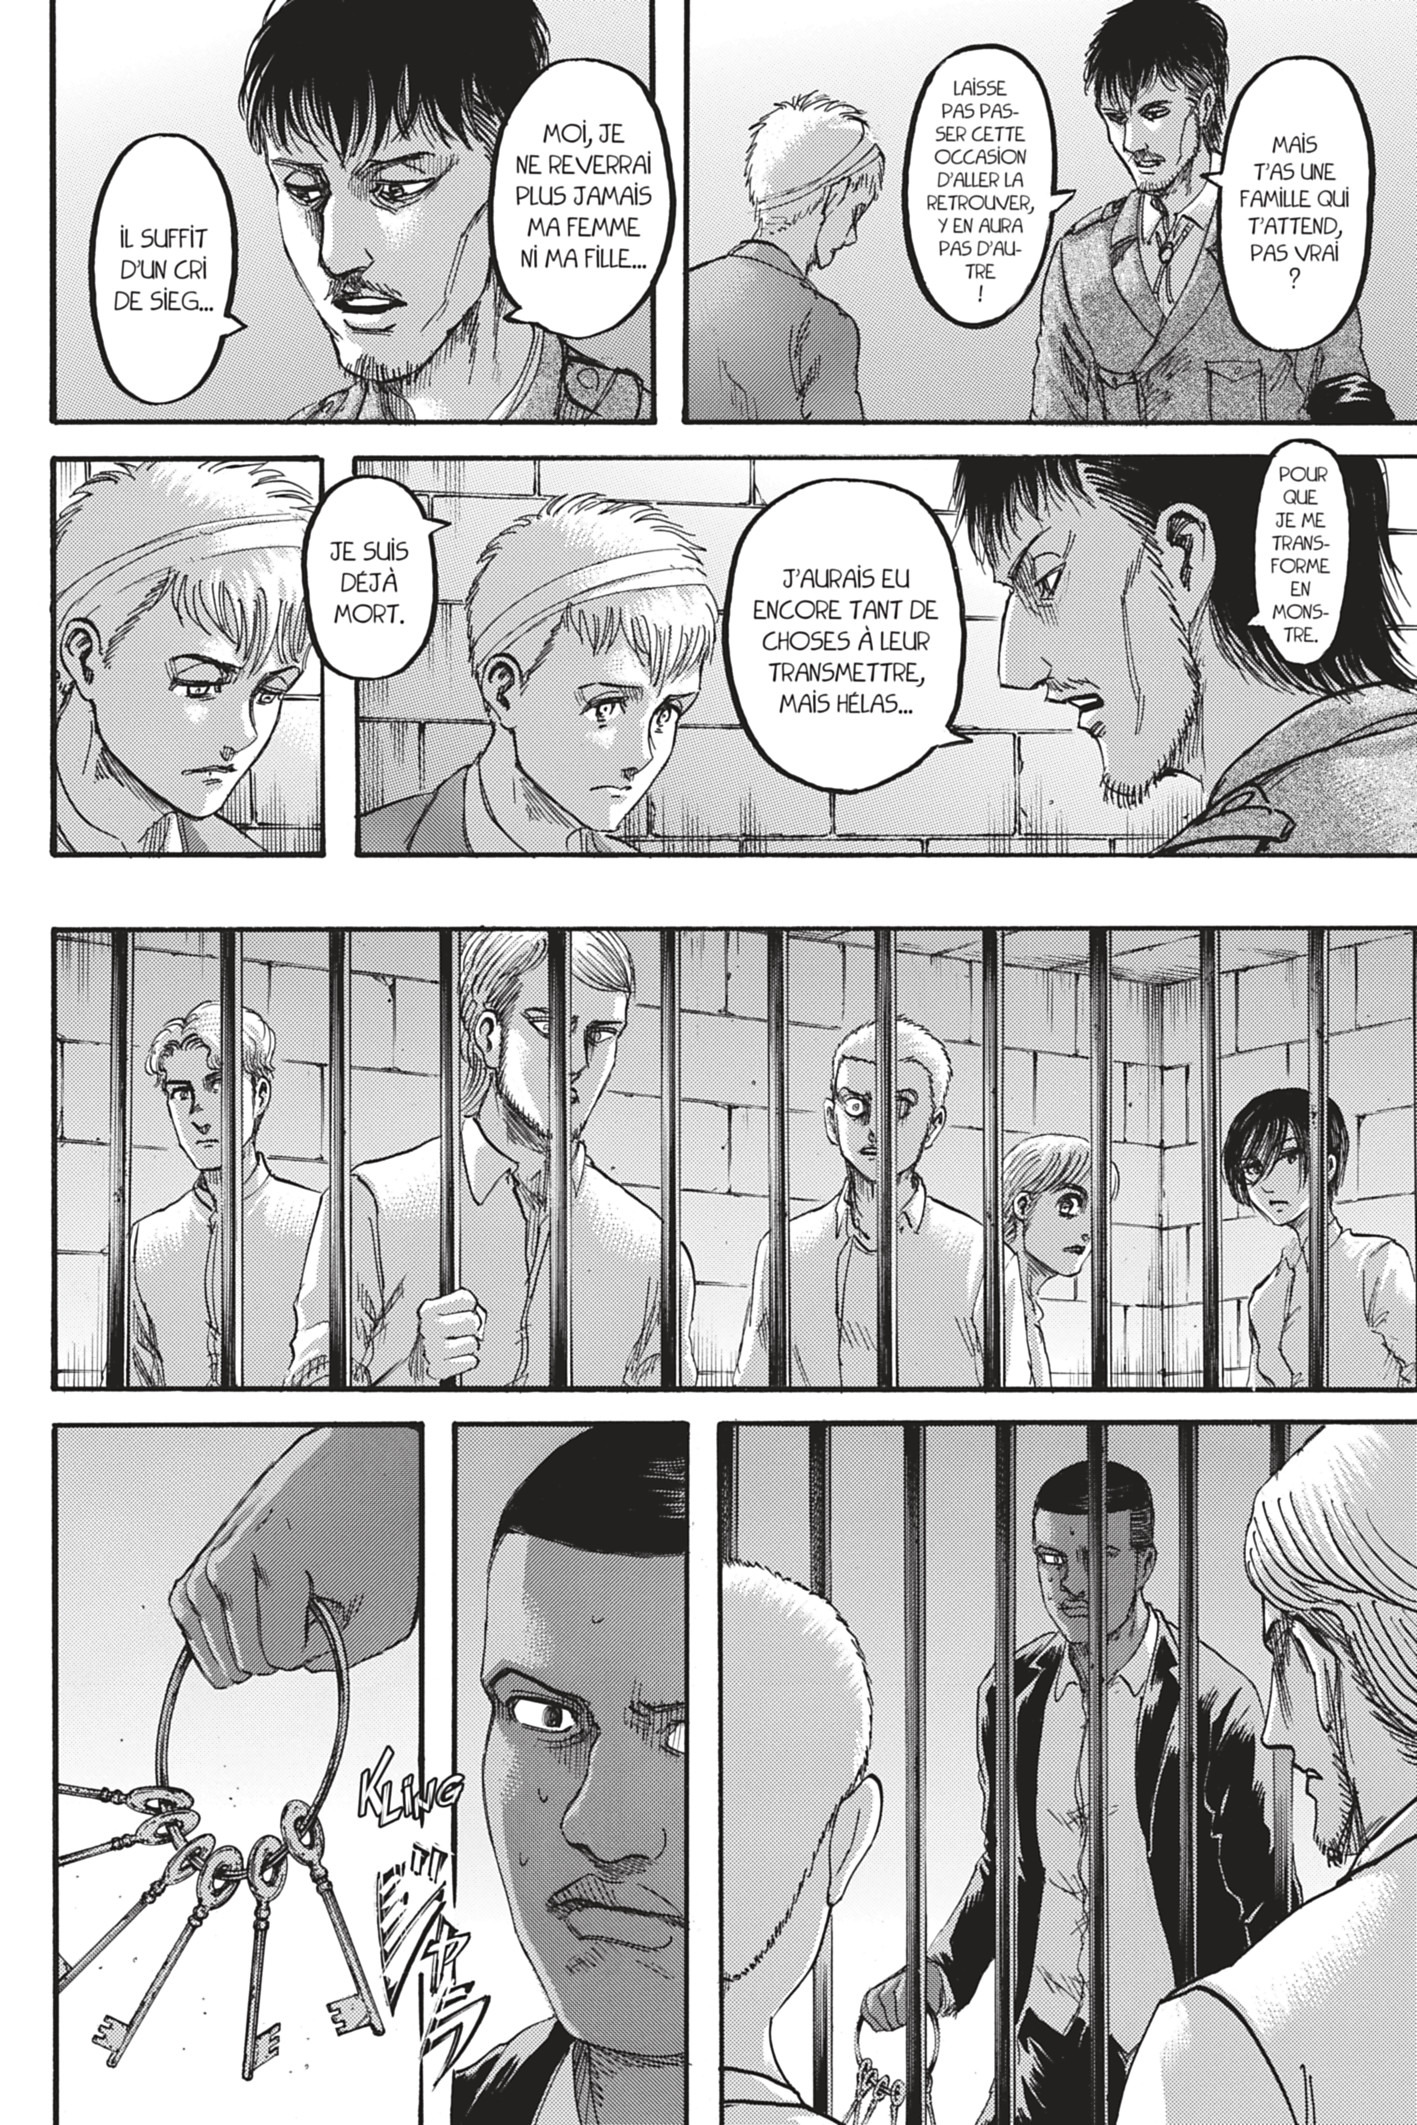 MAIS
T'AS UNE
FAMILLE QUI
T'ATTEND,
PAS VRAI
?
LAISSE
PAS PAS-
SER CETTE
OCCASION
D'ALLER LA
RETROUVER,
Y EN AURA
PAS D'AU-
TRE
!
MOI, JE
NE REVERRAI
PLUS JAMAIS
MA FEMME
NI MA FILLE...
IL SUFFIT
D'UN CRI
DE SIEG...
POUR
QUE
JE ME
TRANS-
FORME
EN
MONS-
TRE.
J'AURAIS EU
ENCORE TANT DE
CHOSES À LEUR
TRANSMETTRE,
MAIS HÉLAS...
JE SUIS
DÉJÀ
MORT.
KLING
ジャラ